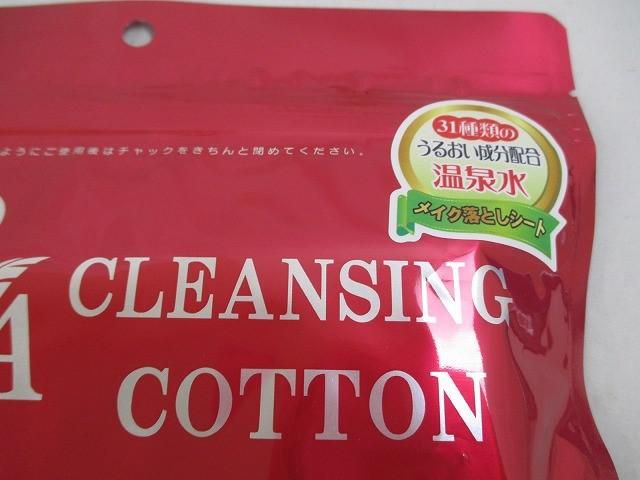 ようにご使用後はチャックをきちんと閉めてください。
31種類の
うるおい成分配合
温泉水
メイク落としシート
CLEANSING
A
COTTON